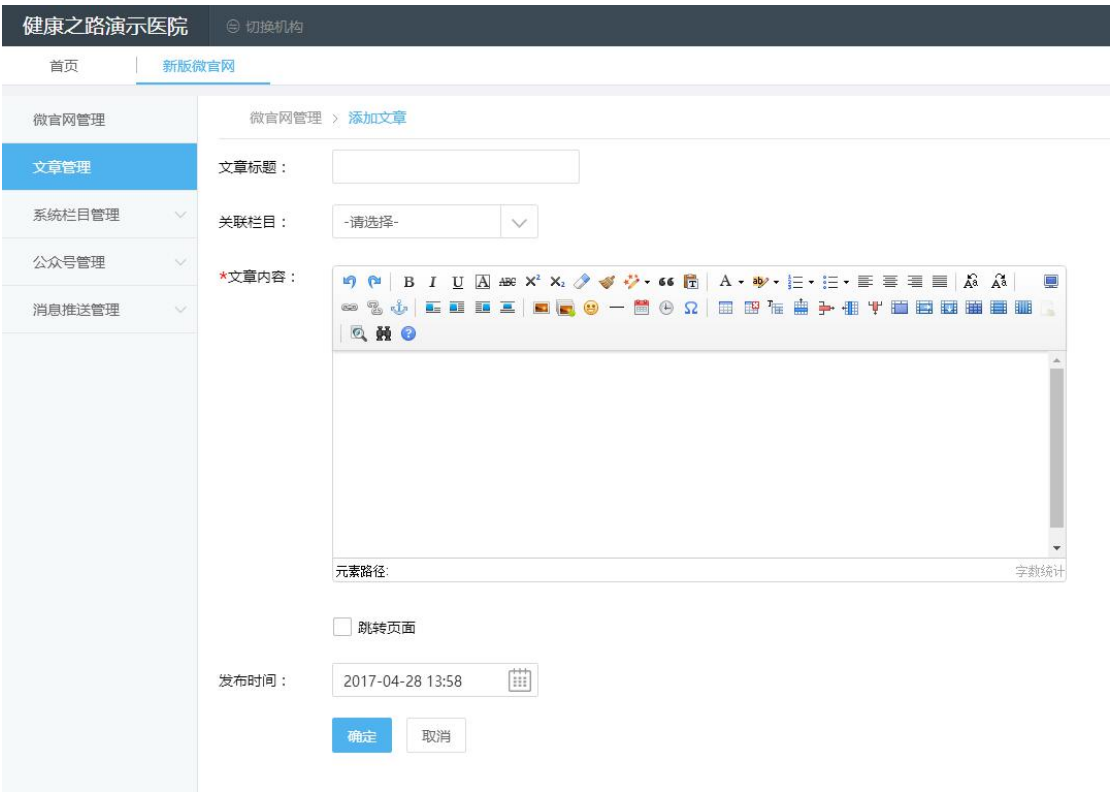 健康之路演示医院 切换机构
首页 新版微官网
微官网管理
文章管理
系统栏目管理
公众号管理
消息推送管理
微官网管理 > 添加文章
文章标题：
关联栏目： -请选择-
*文章内容：
B I U A ABC X² X₂ A
元素路径: 字数统计
跳转页面
发布时间： 2017-04-28 13:58
确定 取消